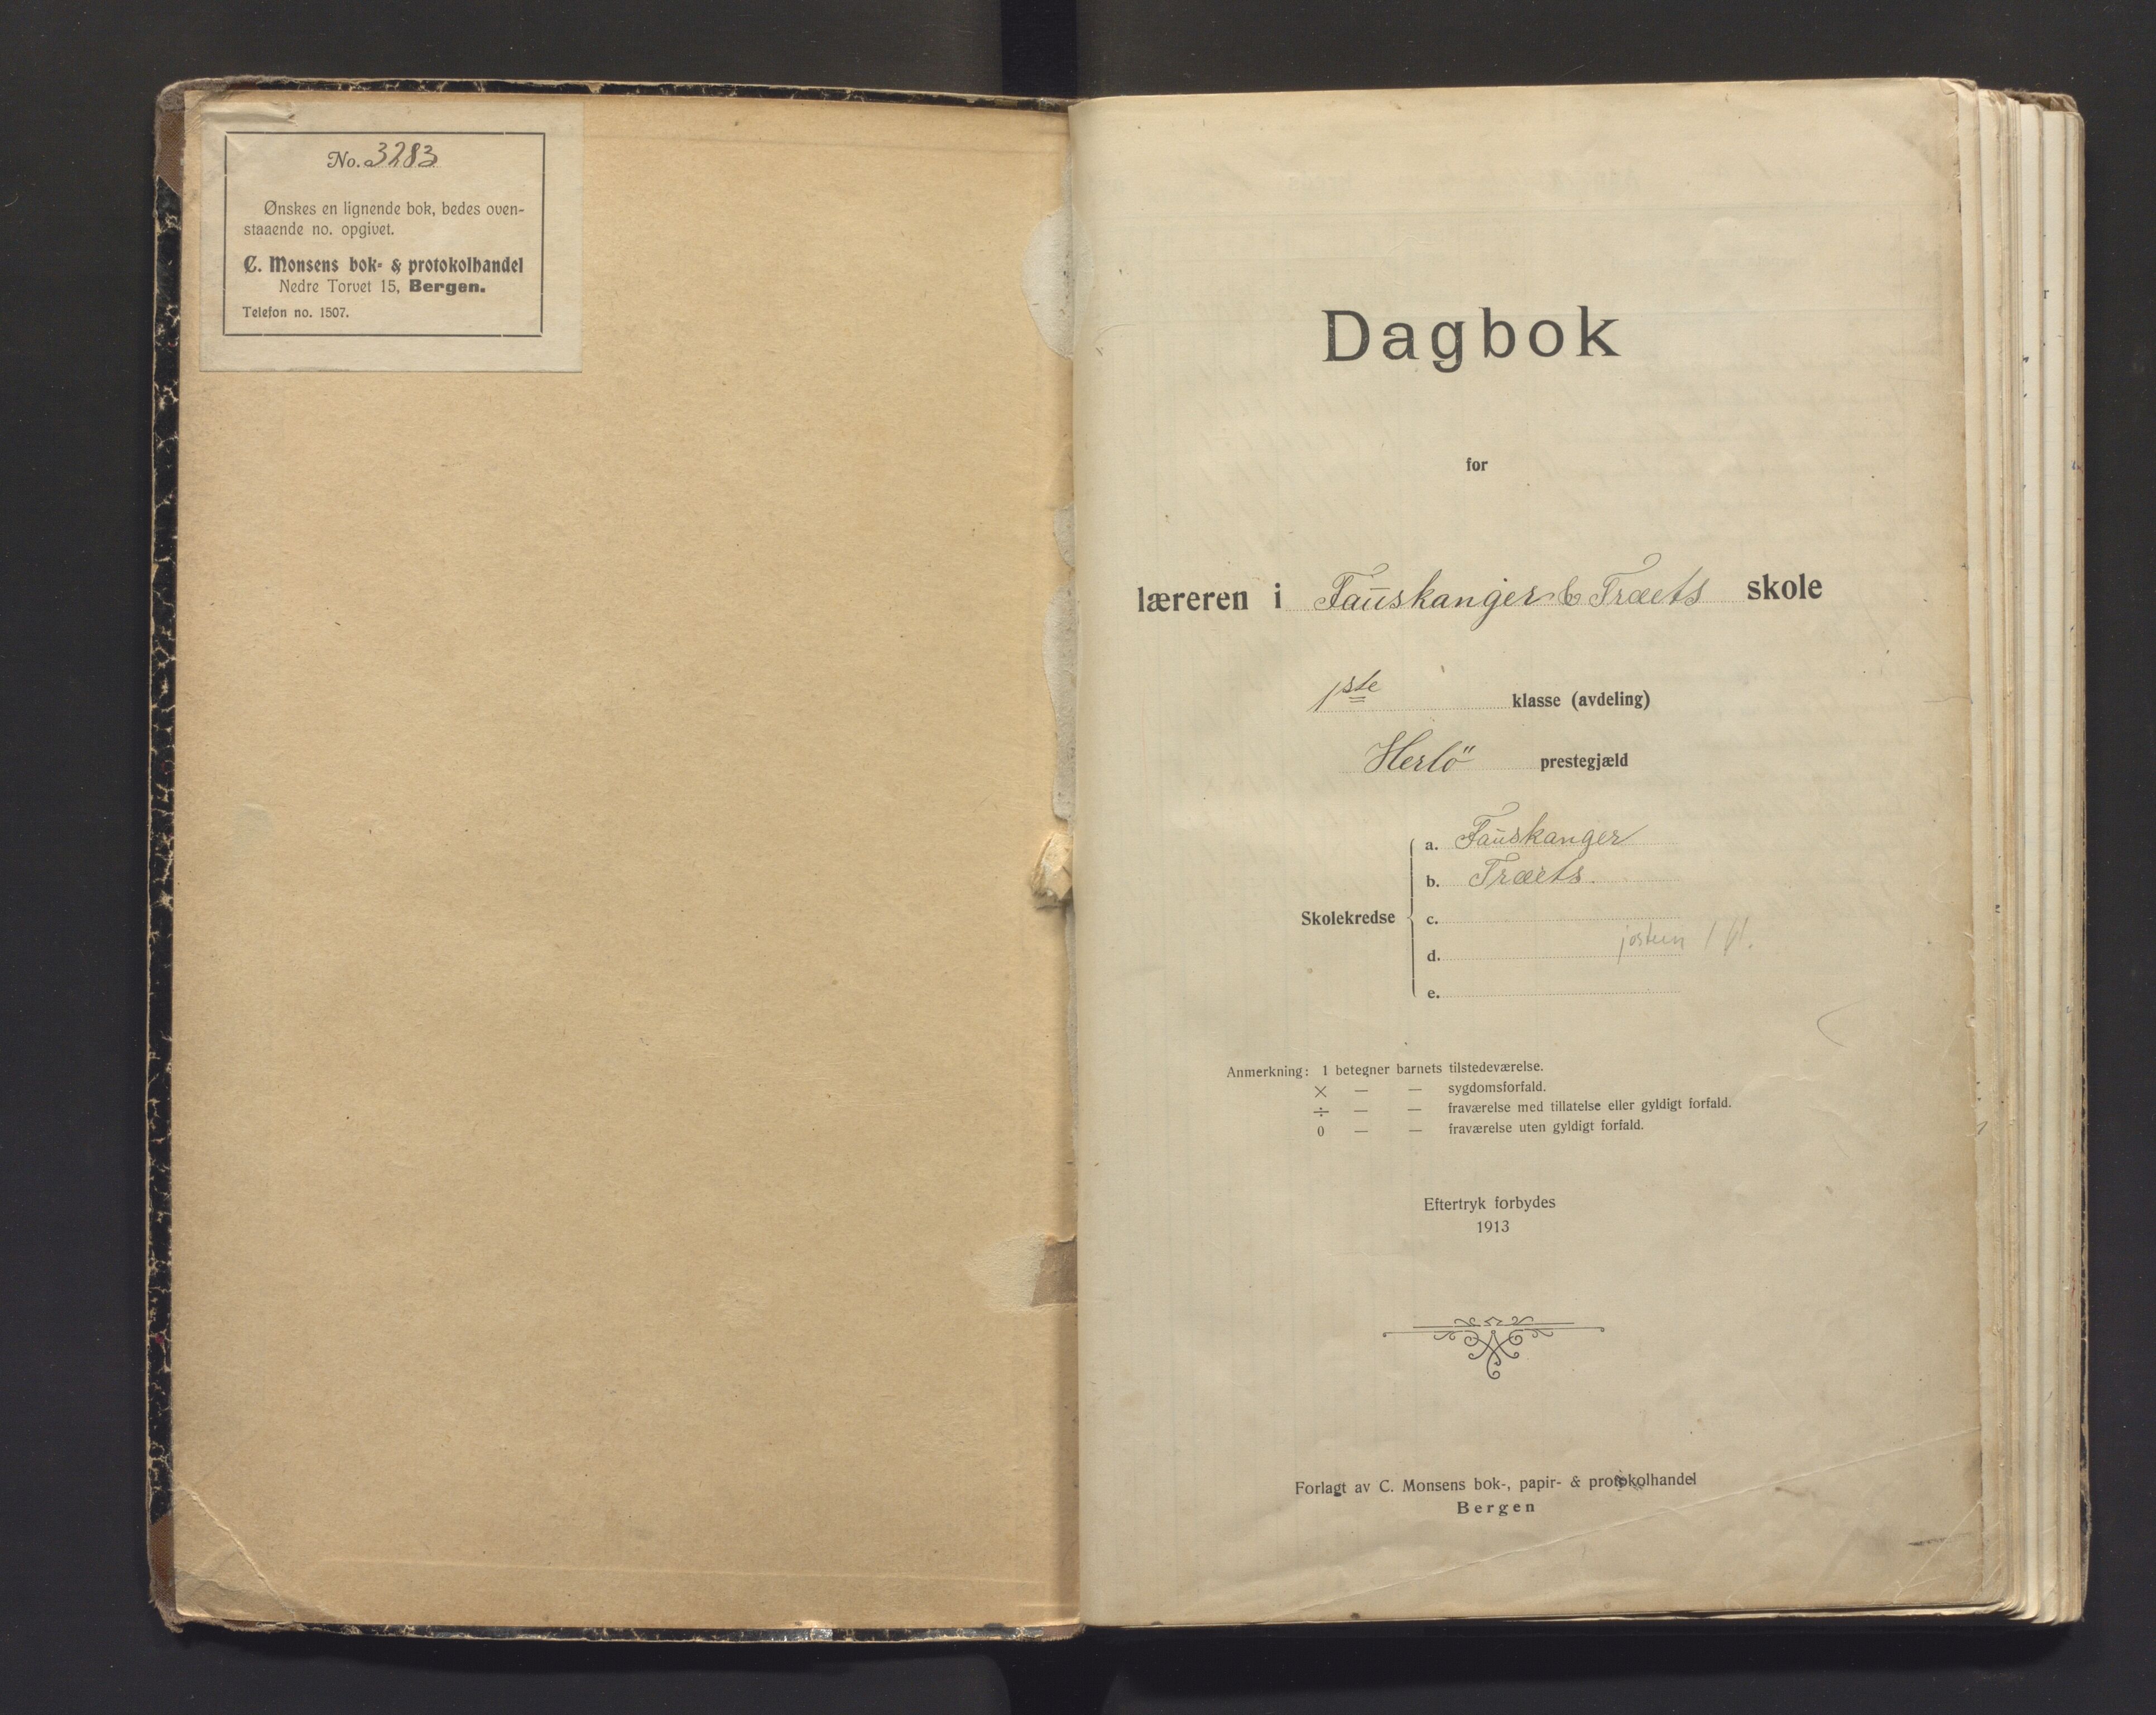 No. 3283
Ønskes en lignende bok, bedes oven-
staaende no. opgivet.
C. Monsens bok- & protokolhandel
Nedre Torvet 15, Bergen.
Telefon no. 1507.
Dagbok
for
læreren i Fauskanger & Træets skole
1ste klasse (avdeling)
Herlö prestegjæld
Skolekredse
a. Fauskanger
b. Træets.
c.
d.
e.
Anmerkning: 1 betegner barnets tilstedeværelse.
× — — sygdomsforfald.
÷ — — fraværelse med tillatelse eller gyldigt forfald.
0 — — fraværelse uten gyldigt forfald.
Eftertryk forbydes
1913
Forlagt av C. Monsens bok-, papir- & protokolhandel
Bergen